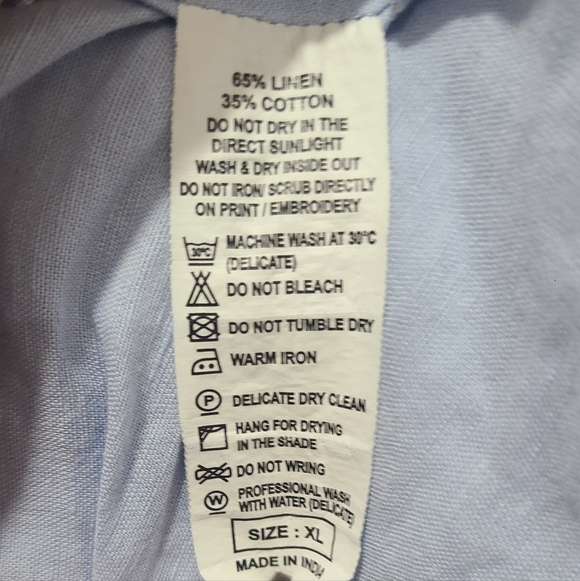 65% LINEN
35% COTTON
DO NOT DRY IN THE
DIRECT SUNLIGHT
WASH & DRY INSIDE OUT
DO NOT IRON/ SCRUB DIRECTLY
ON PRINT / EMBROIDERY
30°C MACHINE WASH AT 30°C
(DELICATE)
DO NOT BLEACH
DO NOT TUMBLE DRY
WARM IRON
P DELICATE DRY CLEAN
HANG FOR DRYING
IN THE SHADE
DO NOT WRING
W PROFESSIONAL WASH
WITH WATER (DELICATE)
SIZE : XL
MADE IN INDIA